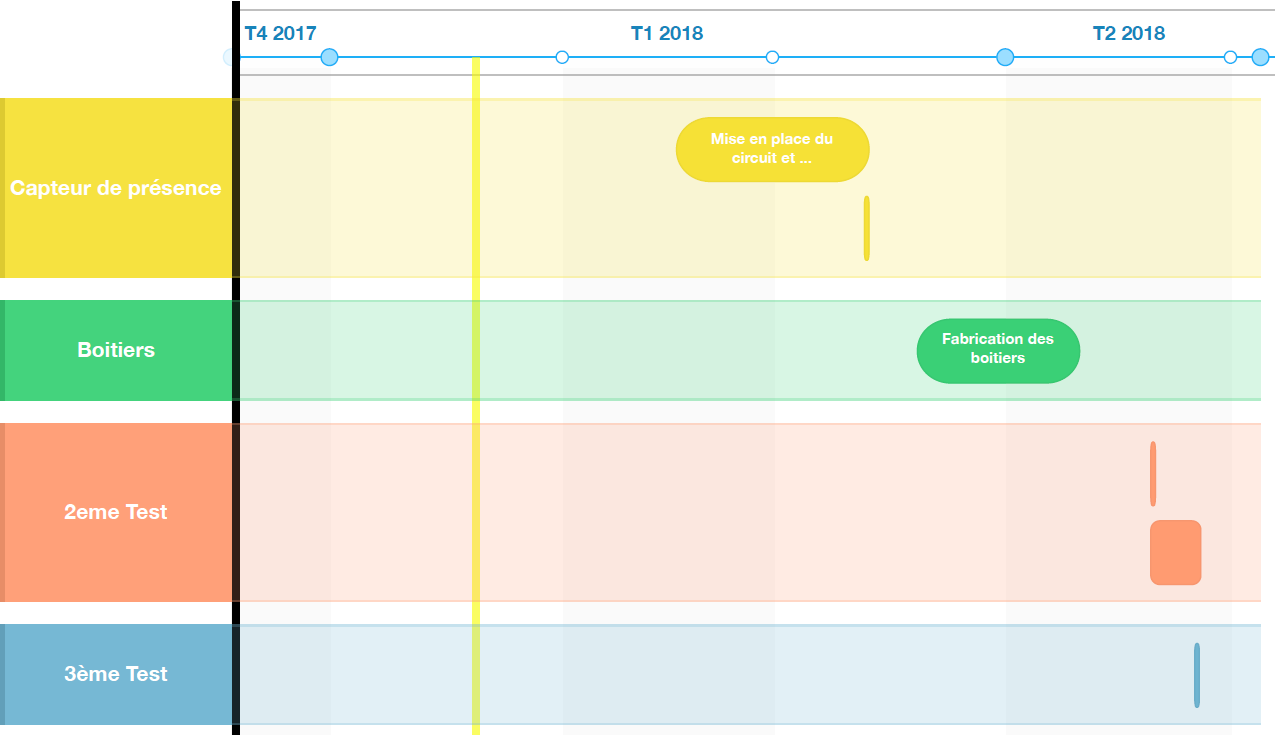 T4 2017
T1 2018
T2 2018
Capteur de présence
Mise en place du
circuit et ...
Boitiers
Fabrication des
boitiers
2eme Test
3ème Test